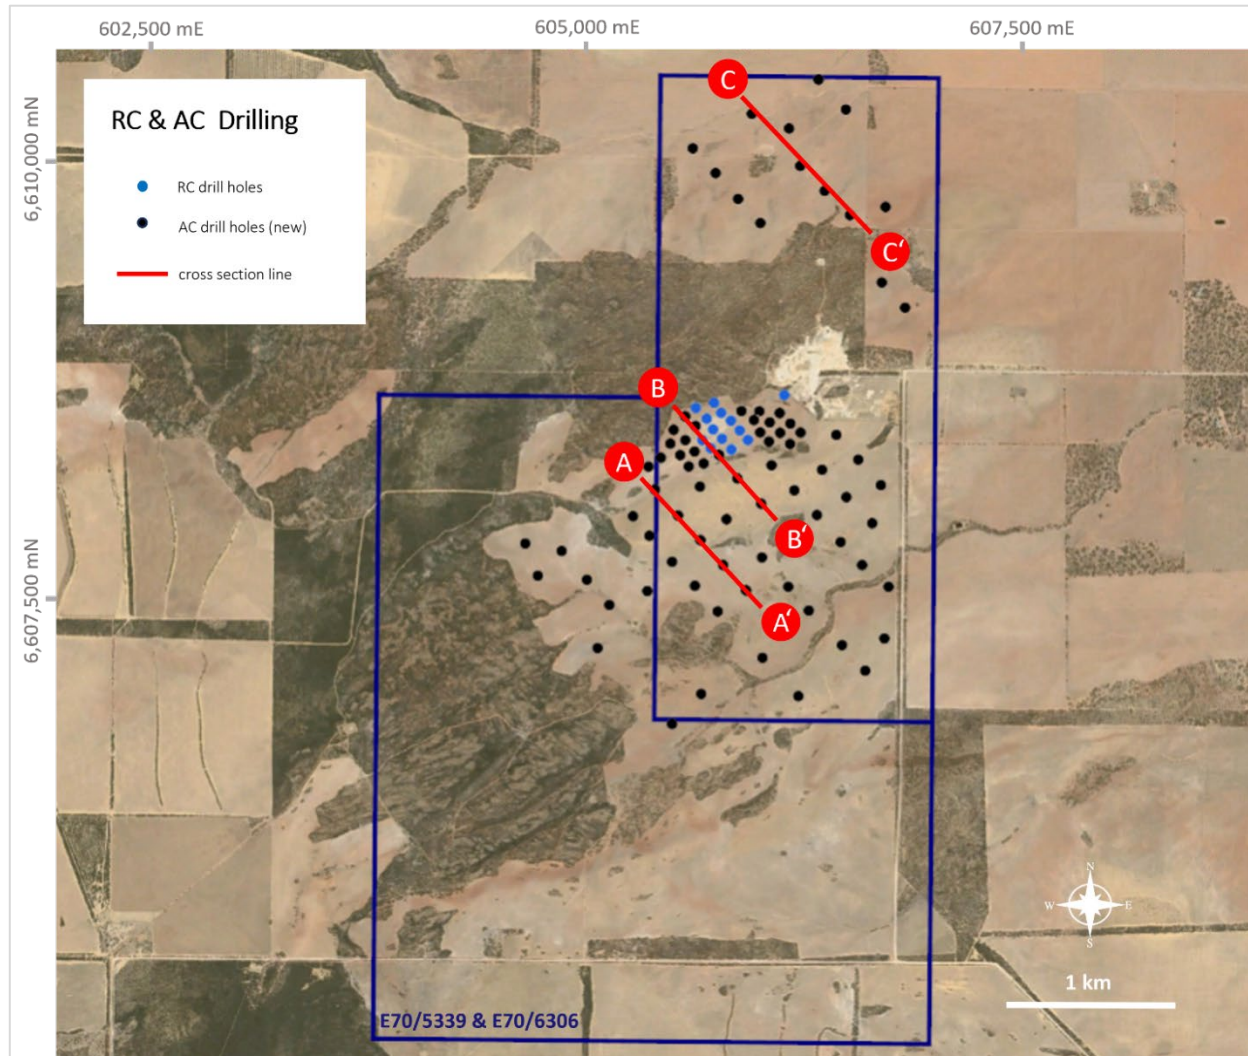 602,500 mE
605,000 mE
607,500 mE
6,610,000 mN
6,607,500 mN
RC & AC Drilling
RC drill holes
AC drill holes (new)
cross section line
C
C'
B
B'
A
A'
N
W
E
S
1 km
E70/5339 & E70/6306